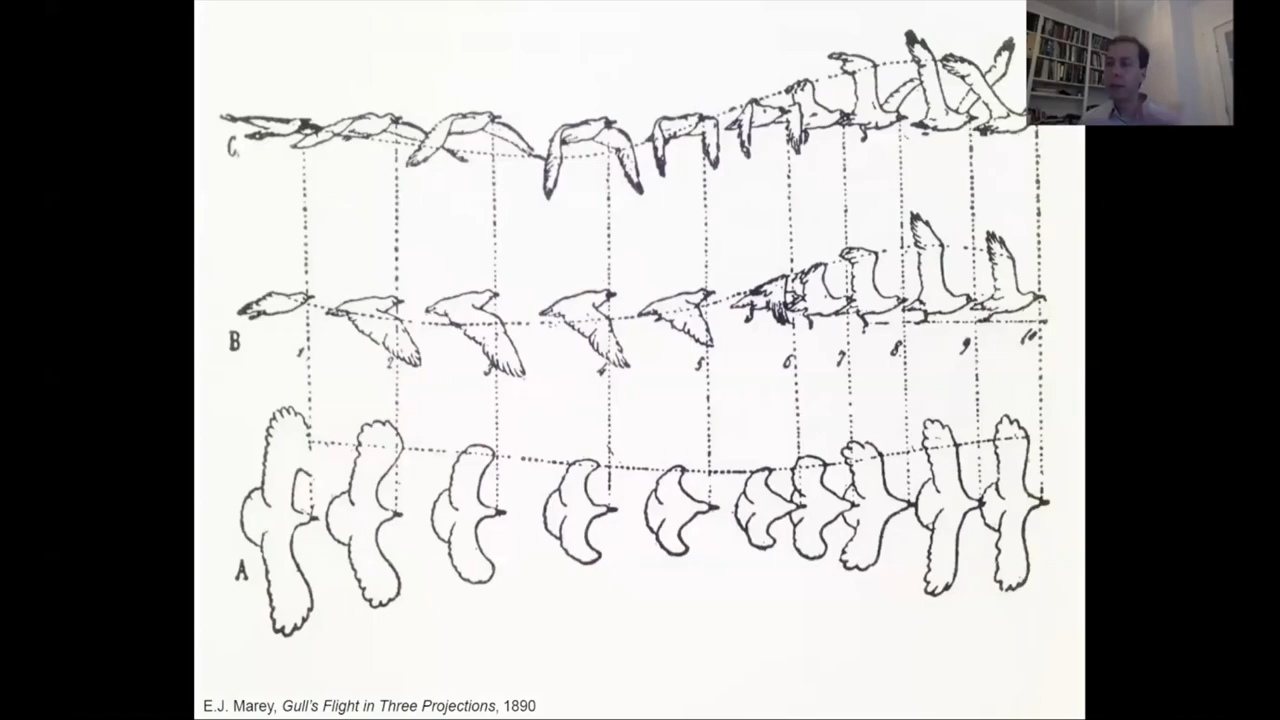 C.
B
1 2 3 4 5 6 7 8 9 10
A
E.J. Marey, Gull's Flight in Three Projections, 1890